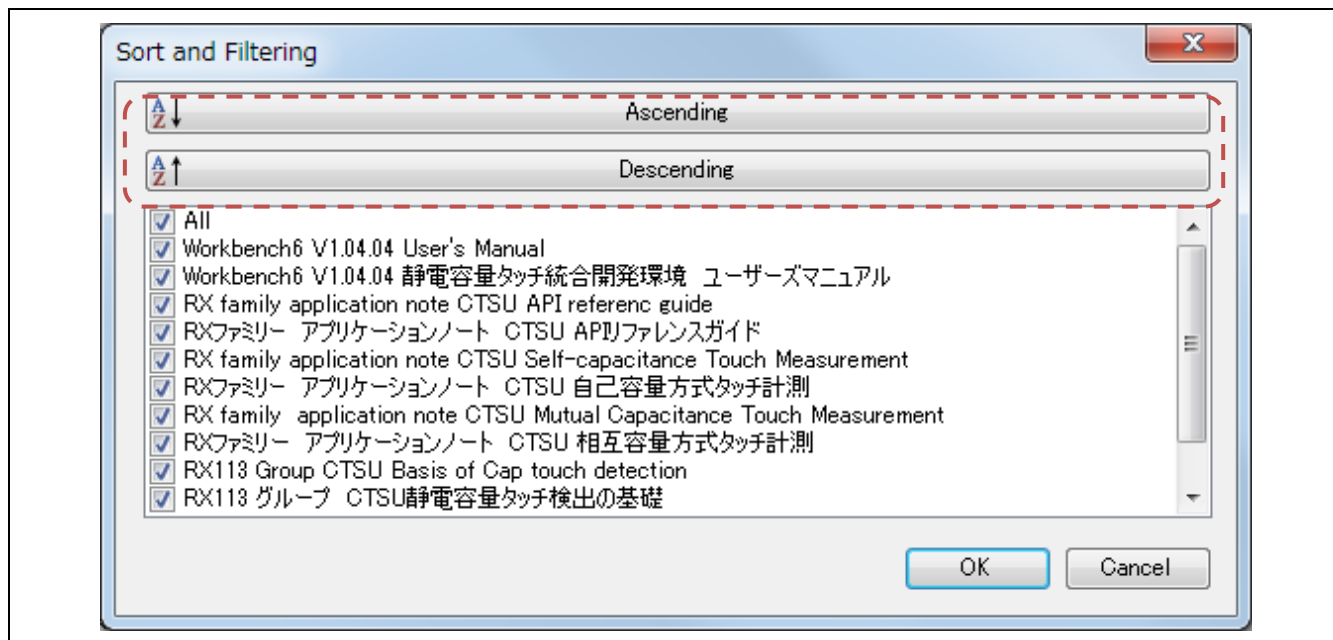 Sort and Filtering
Ascending
Descending
All
Workbench6 V1.04.04 User's Manual
Workbench6 V1.04.04 静電容量タッチ統合開発環境 ユーザーズマニュアル
RX family application note CTSU API referenc guide
RXファミリー アプリケーションノート CTSU APIリファレンスガイド
RX family application note CTSU Self-capacitance Touch Measurement
RXファミリー アプリケーションノート CTSU 自己容量方式タッチ計測
RX family application note CTSU Mutual Capacitance Touch Measurement
RXファミリー アプリケーションノート CTSU 相互容量方式タッチ計測
RX113 Group CTSU Basis of Cap touch detection
RX113 グループ CTSU静電容量タッチ検出の基礎
OK Cancel